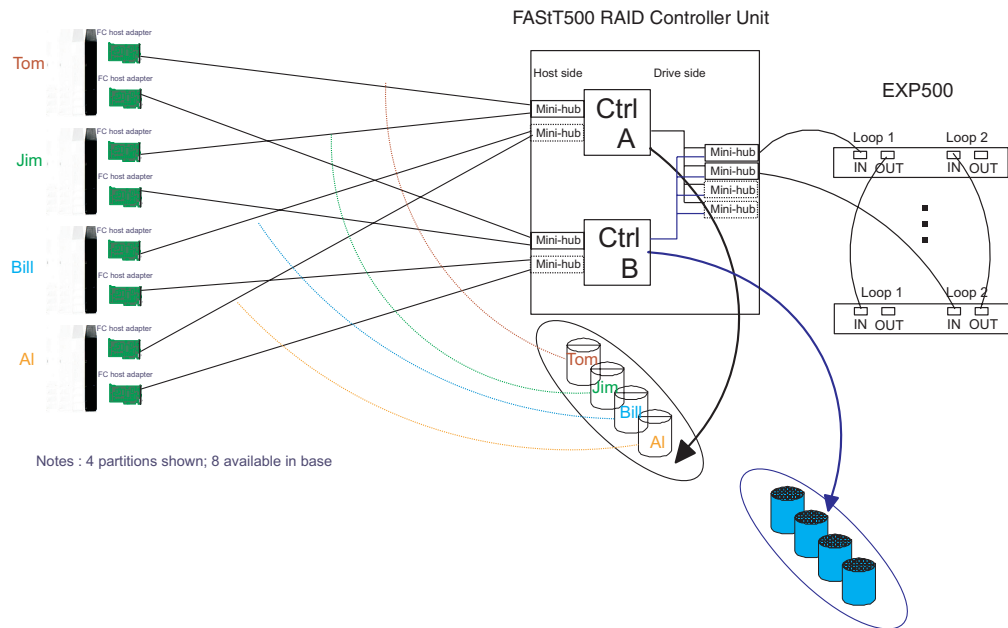 FAStT500 RAID Controller Unit
Tom
FC host adapter
FC host adapter
Jim
FC host adapter
FC host adapter
Bill
FC host adapter
FC host adapter
Al
FC host adapter
FC host adapter
Host side
Drive side
Mini-hub
Mini-hub
Ctrl
A
Mini-hub
Mini-hub
Ctrl
B
Mini-hub
Mini-hub
Mini-hub
Mini-hub
EXP500
Loop 1
Loop 2
IN
OUT
IN
OUT
Loop 1
Loop 2
IN
OUT
IN
OUT
Tom
Jim
Bill
Al
Notes : 4 partitions shown; 8 available in base